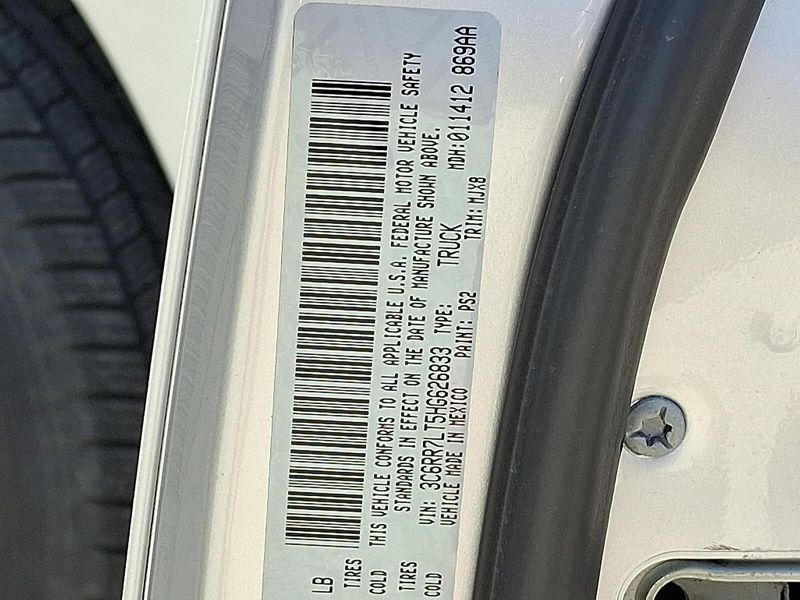 LB
TIRES
COLD
TIRES
COLD
THIS VEHICLE CONFORMS TO ALL APPLICABLE U.S.A. FEDERAL MOTOR VEHICLE SAFETY
STANDARDS IN EFFECT ON THE DATE OF MANUFACTURE SHOWN ABOVE.
VIN: 3C6RR7LT5HG626833 TYPE: TRUCK MDH:011412 869AA
VEHICLE MADE IN MEXICO PAINT: PS2 TRIM: MJX8